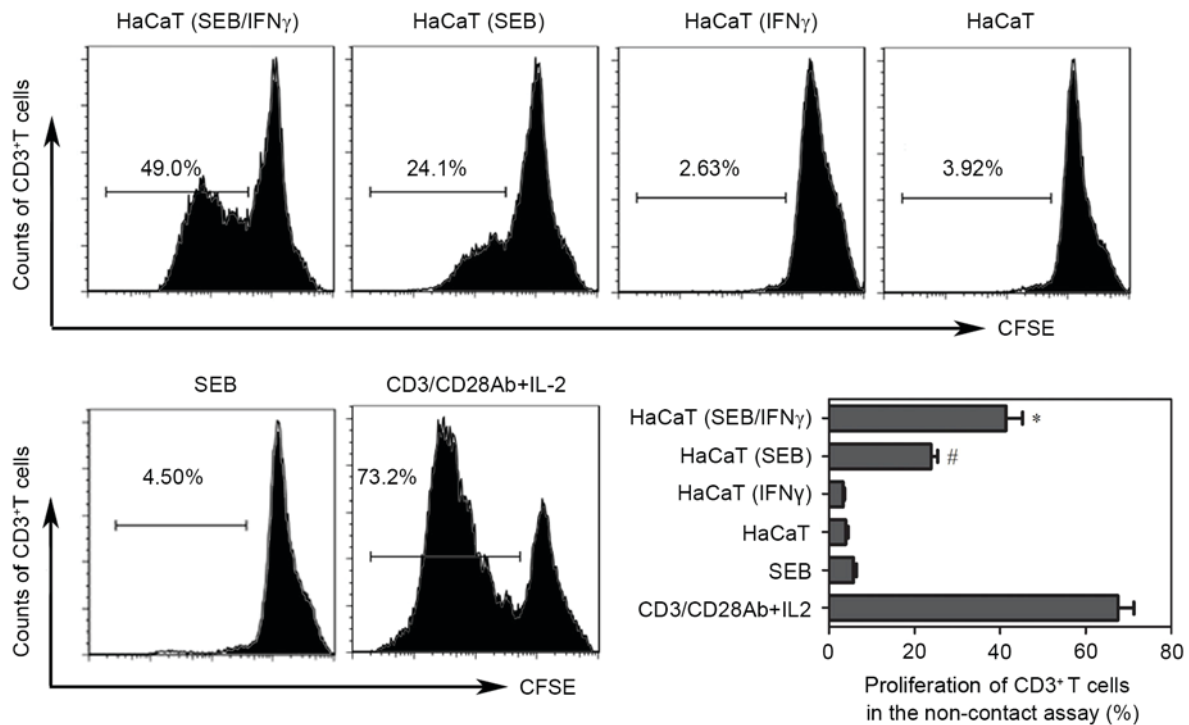 HaCaT (SEB/IFNγ)
HaCaT (SEB)
HaCaT (IFNγ)
HaCaT
Counts of CD3⁺T cells
49.0%
24.1%
2.63%
3.92%
CFSE
SEB
CD3/CD28Ab+IL-2
Counts of CD3⁺T cells
4.50%
73.2%
CFSE
HaCaT (SEB/IFNγ)
*
HaCaT (SEB)
#
HaCaT (IFNγ)
HaCaT
SEB
CD3/CD28Ab+IL2
0 20 40 60 80
Proliferation of CD3⁺ T cells
in the non-contact assay (%)